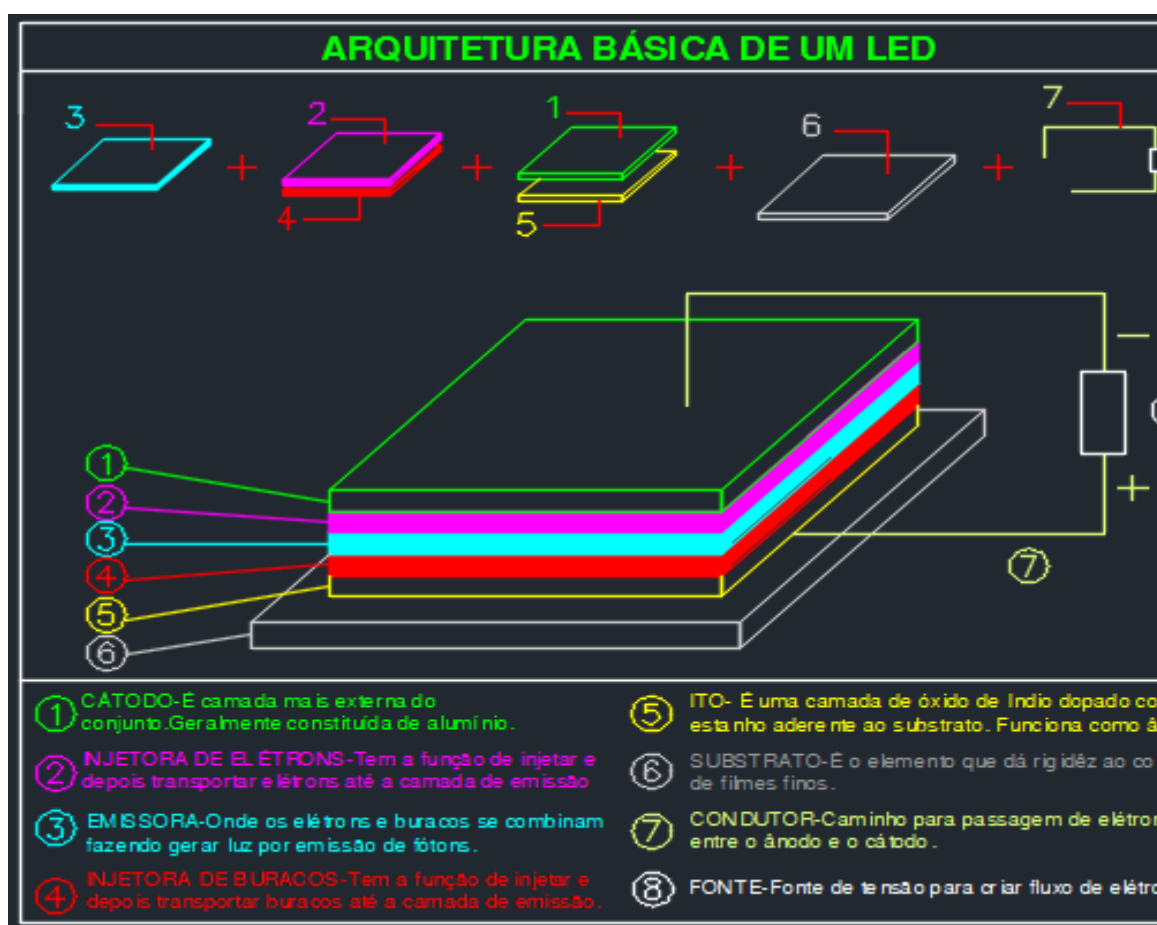 ARQUITETURA BÁSICA DE UM LED
3
2
1
6
7
4
5
1
2
3
4
5
6
7
1 CÁTODO-É camada mais externa do
conjunto.Geralmente constituída de alumínio.
2 INJETORA DE ELÉTRONS-Tem a função de injetar e
depois transportar elétrons até a camada de emissão
3 EMISSORA-Onde os elétrons e buracos se combinam
fazendo gerar luz por emissão de fótons.
4 INJETORA DE BURACOS-Tem a função de injetar e
depois transportar buracos até a camada de emissão.
5 ITO- É uma camada de óxido de Indio dopado
estanho aderente ao substrato. Funciona como
6 SUBSTRATO-É o elemento que dá rigidêz ao
de filmes finos.
7 CONDUTOR-Caminho para passagem de
entre o ânodo e o cátodo.
8 FONTE-Fonte de tensão para criar fluxo de